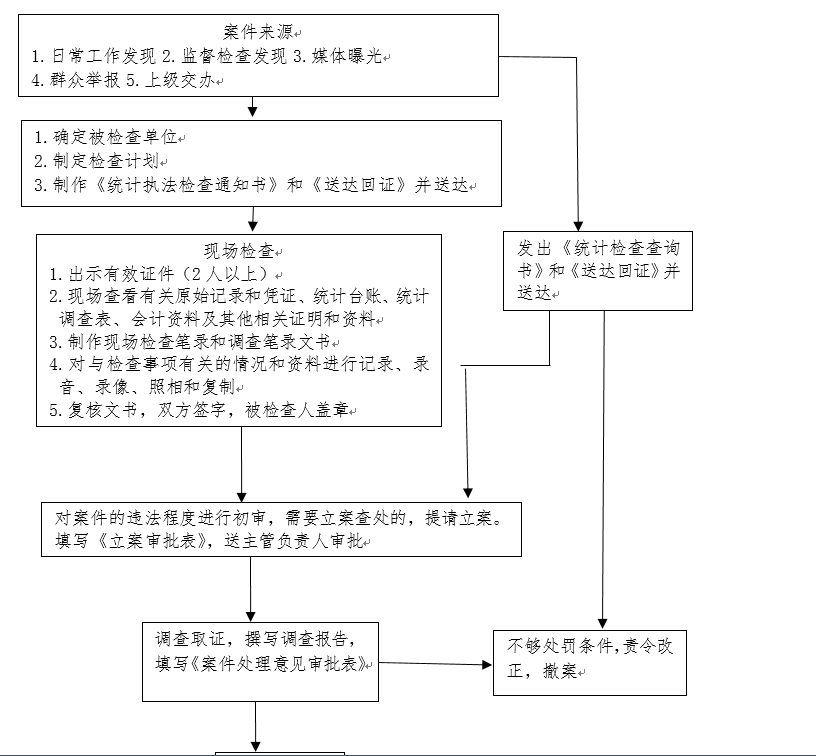 案件来源
1.日常工作发现 2.监督检查发现 3.媒体曝光
4.群众举报 5.上级交办
1.确定被检查单位
2.制定检查计划
3.制作《统计执法检查通知书》和《送达回证》并送达
现场检查
1.出示有效证件（2人以上）
2.现场查看有关原始记录和凭证、统计台账、统计
调查表、会计资料及其他相关证明和资料
3.制作现场检查笔录和调查笔录文书
4.对与检查事项有关的情况和资料进行记录、录
音、录像、照相和复制
5.复核文书，双方签字，被检查人盖章
发出《统计检查查询
书》和《送达回证》并
送达
对案件的违法程度进行初审，需要立案查处的，提请立案。
填写《立案审批表》，送主管负责人审批
调查取证，撰写调查报告，
填写《案件处理意见审批表》
不够处罚条件，责令改
正，撤案